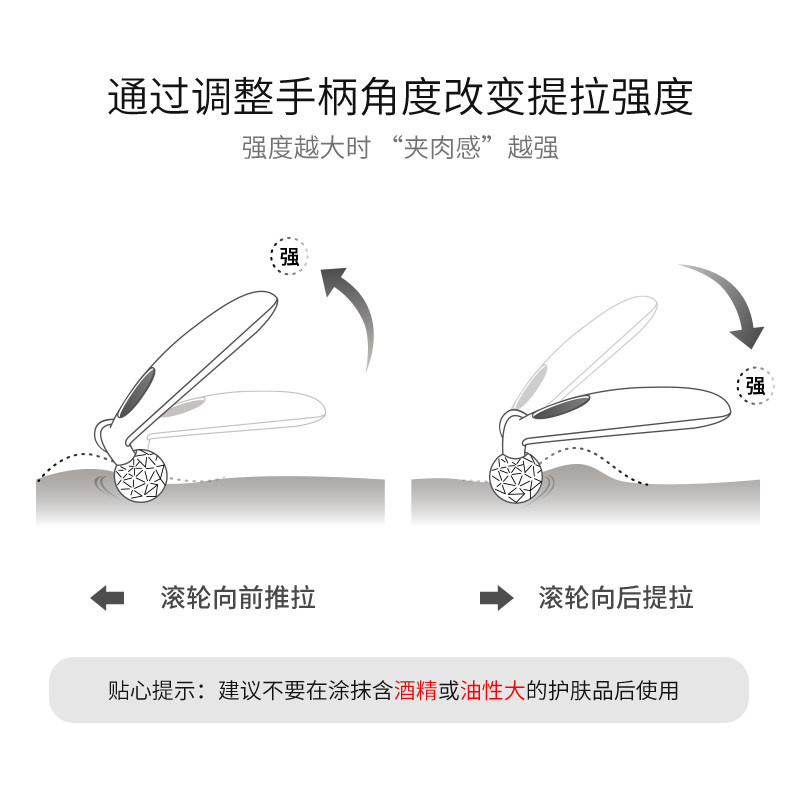 通过调整手柄角度改变提拉强度
强度越大时 “夹肉感” 越强
强
强
滚轮向前推拉
滚轮向后提拉
贴心提示：建议不要在涂抹含酒精或油性大的护肤品后使用